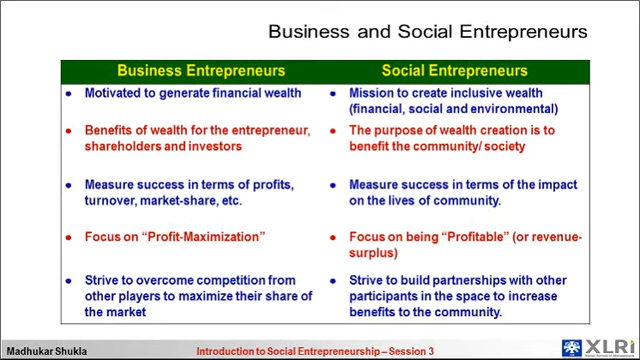 Business and Social Entrepreneurs
Business Entrepreneurs
Social Entrepreneurs
• Motivated to generate financial wealth
• Mission to create inclusive wealth
(financial, social and environmental)
• Benefits of wealth for the entrepreneur,
shareholders and investors
• The purpose of wealth creation is to
benefit the community/ society
• Measure success in terms of profits,
turnover, market-share, etc.
• Measure success in terms of the impact
on the lives of community.
• Focus on “Profit-Maximization”
• Focus on being “Profitable” (or revenue-
surplus)
• Strive to overcome competition from
other players to maximize their share of
the market
• Strive to build partnerships with other
participants in the space to increase
benefits to the community.
Madhukar Shukla
Introduction to Social Entrepreneurship – Session 3
XLRI